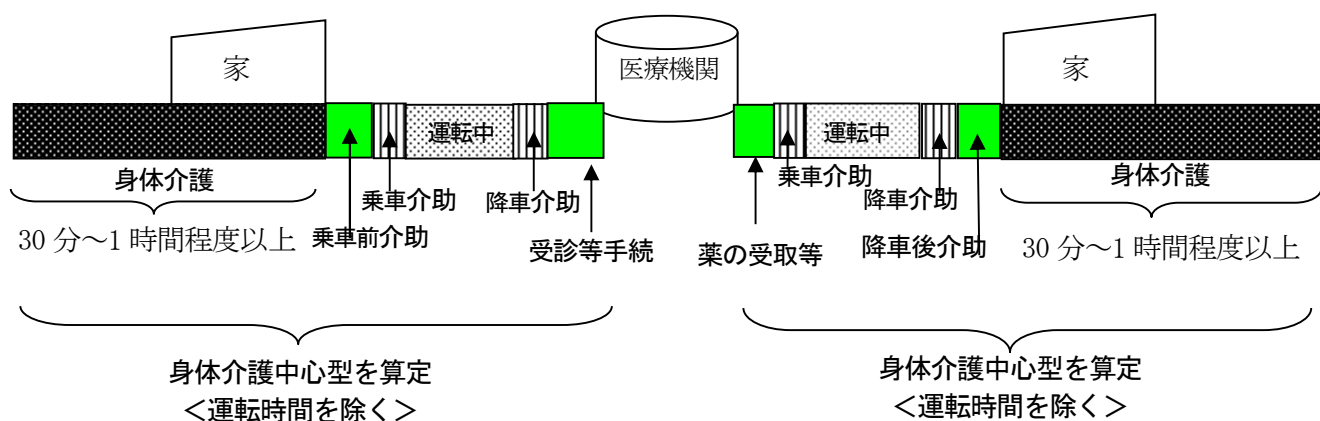 家
医療機関
家
運転中
運転中
身体介護
乗車介助
降車介助
乗車介助
降車介助
身体介護
30 分～1 時間程度以上
乗車前介助
受診等手続
薬の受取等
降車後介助
30 分～1 時間程度以上
身体介護中心型を算定
＜運転時間を除く＞
身体介護中心型を算定
＜運転時間を除く＞